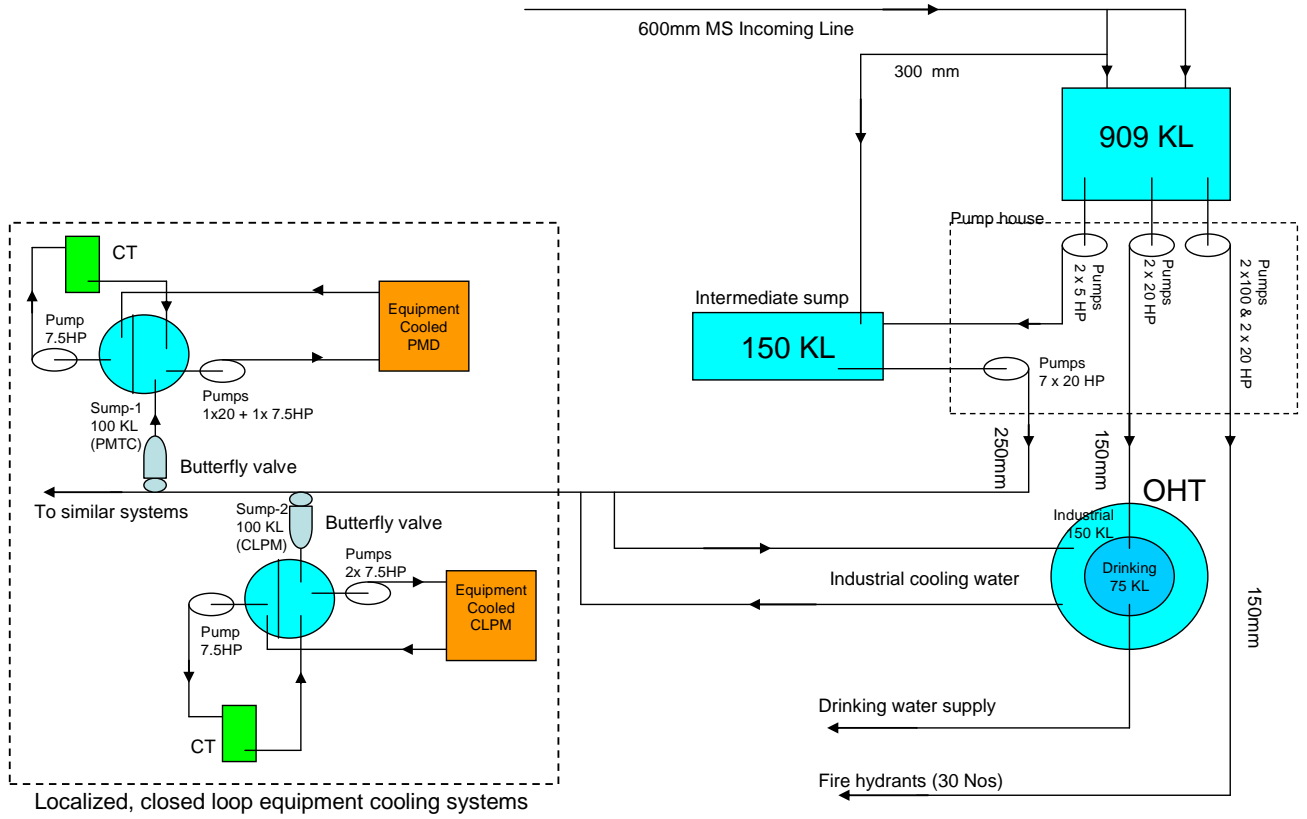 600mm MS Incoming Line
300  mm
909 KL
Pump house
Pumps
2 x 5 HP
Pumps
2 x 20 HP
Pumps
2 x100 & 2 x 20 HP
Intermediate sump
150 KL
Pumps
7 x 20 HP
CT
Pump
7.5HP
Equipment
Cooled
PMD
Pumps
1x20 + 1x 7.5HP
Sump-1
100 KL
(PMTC)
Butterfly valve
To similar systems
Sump-2
100 KL
(CLPM)
Butterfly valve
Pumps
2x 7.5HP
Equipment
Cooled
CLPM
Pump
7.5HP
CT
Localized, closed loop equipment cooling systems
250mm
150mm
OHT
Industrial
150 KL
Drinking
75 KL
Industrial cooling water
150mm
Drinking water supply
Fire hydrants (30 Nos)